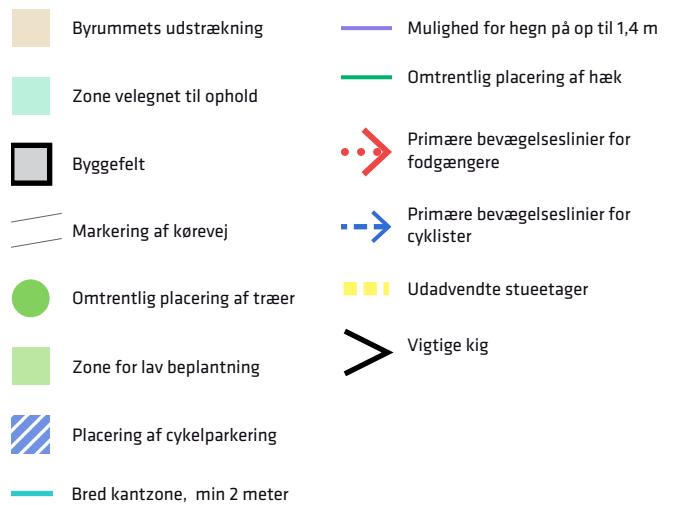 Byrummets udstrækning
Zone velegnet til ophold
Byggefelt
Markering af kørevej
Omtrentlig placering af træer
Zone for lav beplantning
Placering af cykelparkering
Bred kantzone, min 2 meter
Mulighed for hegn på op til 1,4 m
Omtrentlig placering af hæk
Primære bevægelseslinier for
fodgængere
Primære bevægelseslinier for
cyklister
Udadvendte stueetager
Vigtige kig